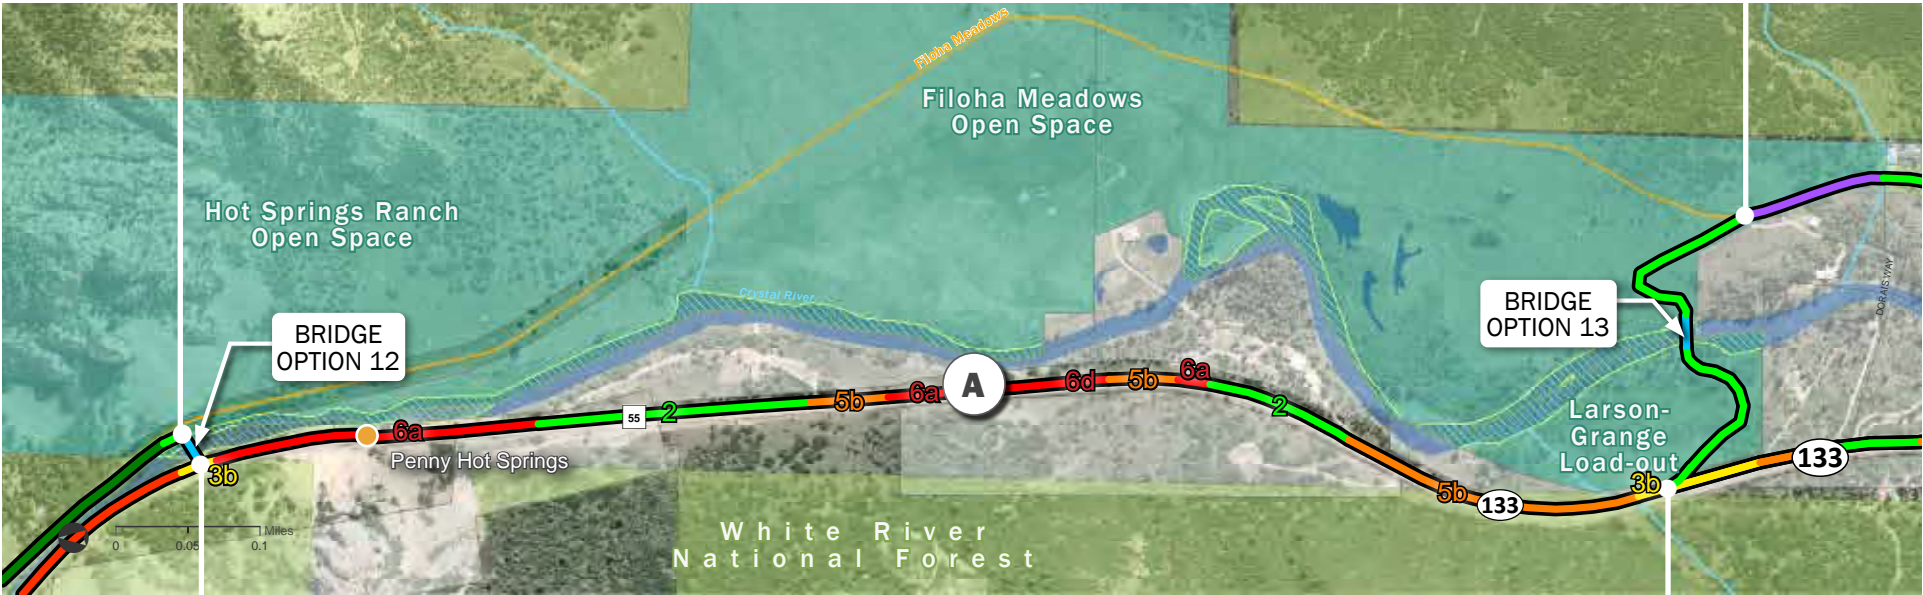 Filoha Meadows
Filoha Meadows
Open Space
Hot Springs Ranch
Open Space
Crystal River
BRIDGE
OPTION 12
BRIDGE
OPTION 13
DORAIS WAY
A
6a
55
2
5b
6a
6d
5b
6a
2
Penny Hot Springs
3b
Larson-
Grange
Load-out
5b
133
3b
133
0
0.05
0.1
Miles
White River
National Forest